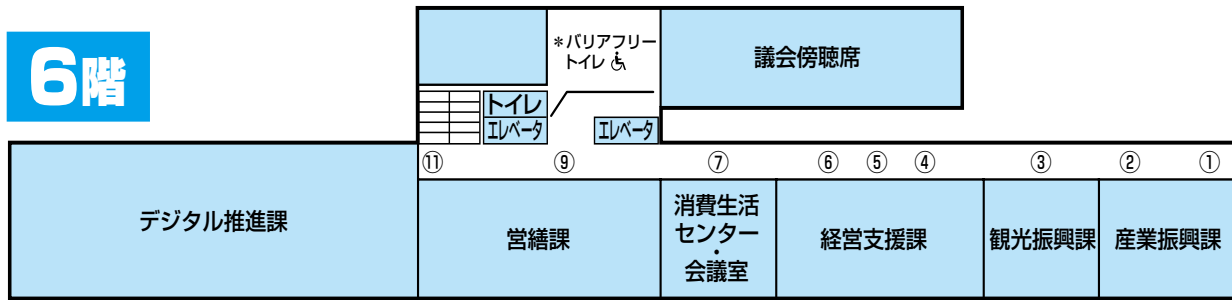 6階
*バリアフリー
トイレ
議会傍聴席
トイレ
エレベータ
エレベータ
⑪
⑨
⑦
⑥
⑤
④
③
②
①
デジタル推進課
営繕課
消費生活
センター
・
会議室
経営支援課
観光振興課
産業振興課